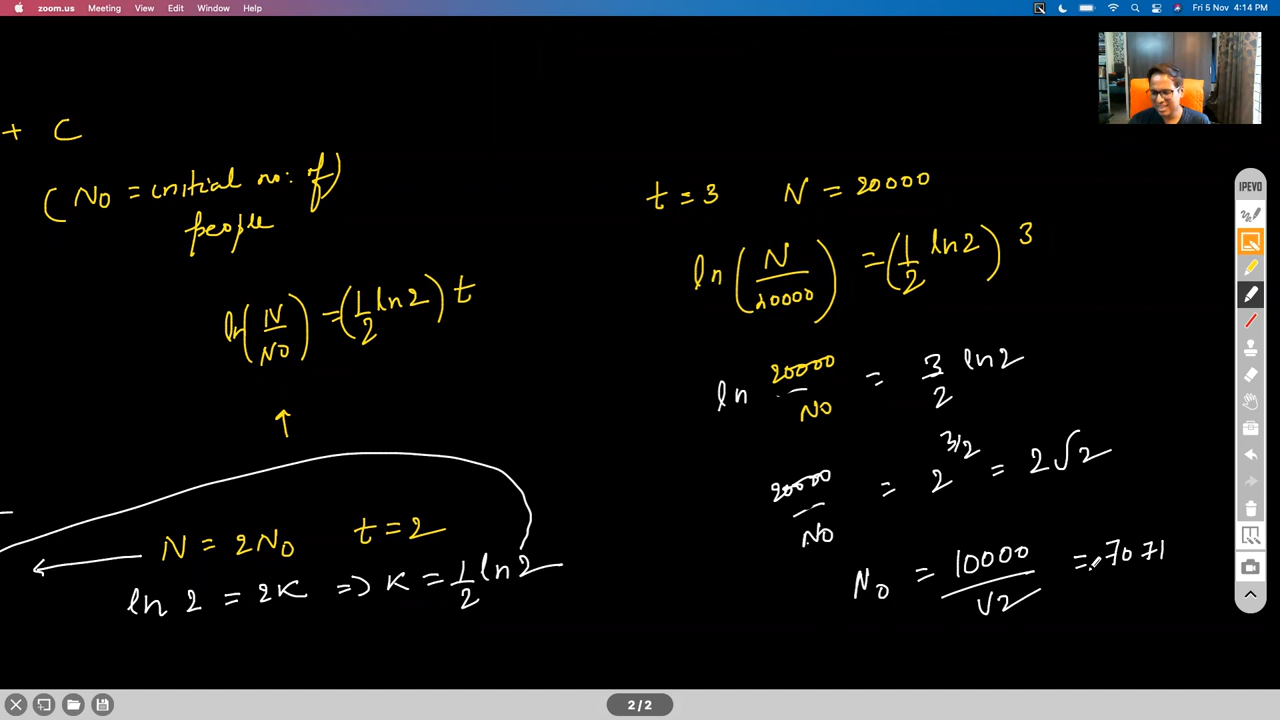 zoom.us Meeting View Edit Window Help Fri 5 Nov 4:14 PM
+ C
( N0 = initial no: of )
people
ln(N/N0) = (1/2 ln2) t
↑
N = 2N0 t = 2
ln 2 = 2K => K = 1/2 ln2
t = 3 N = 20000
ln (N/20000) = (1/2 ln2) 3
ln 20000/N0 = 3/2 ln2
20000/N0 = 2^3/2 = 2√2
N0 = 10000/√2 = 7071
IPEVO
2/2